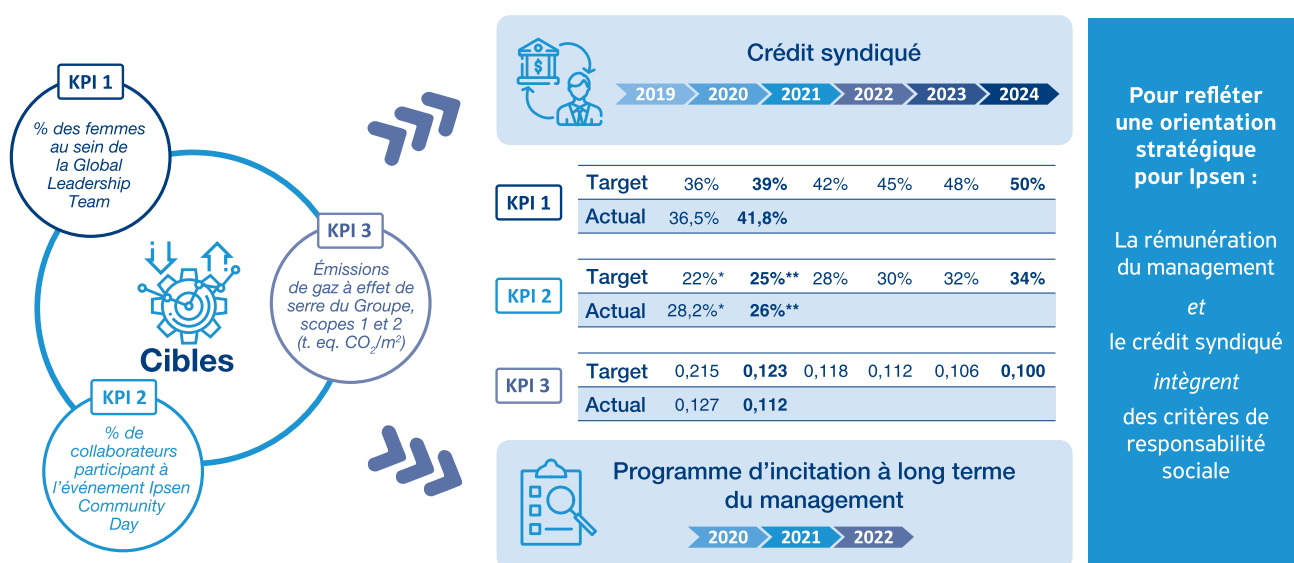 KPI 1
% des femmes
au sein de
la Global
Leadership
Team
KPI 3
Émissions
de gaz à effet de
serre du Groupe,
scopes 1 et 2
(t. eq. CO₂/m²)
Cibles
KPI 2
% de
collaborateurs
participant à
l’événement Ipsen
Community
Day
$
Crédit syndiqué
2019 2020 2021 2022 2023 2024
KPI 1
Target 36% 39% 42% 45% 48% 50%
Actual 36,5% 41,8%
KPI 2
Target 22%* 25%** 28% 30% 32% 34%
Actual 28,2%* 26%**
KPI 3
Target 0,215 0,123 0,118 0,112 0,106 0,100
Actual 0,127 0,112
Programme d’incitation à long terme
du management
2020 2021 2022
Pour refléter
une orientation
stratégique
pour Ipsen :
La rémunération
du management
et
le crédit syndiqué
intègrent
des critères de
responsabilité
sociale